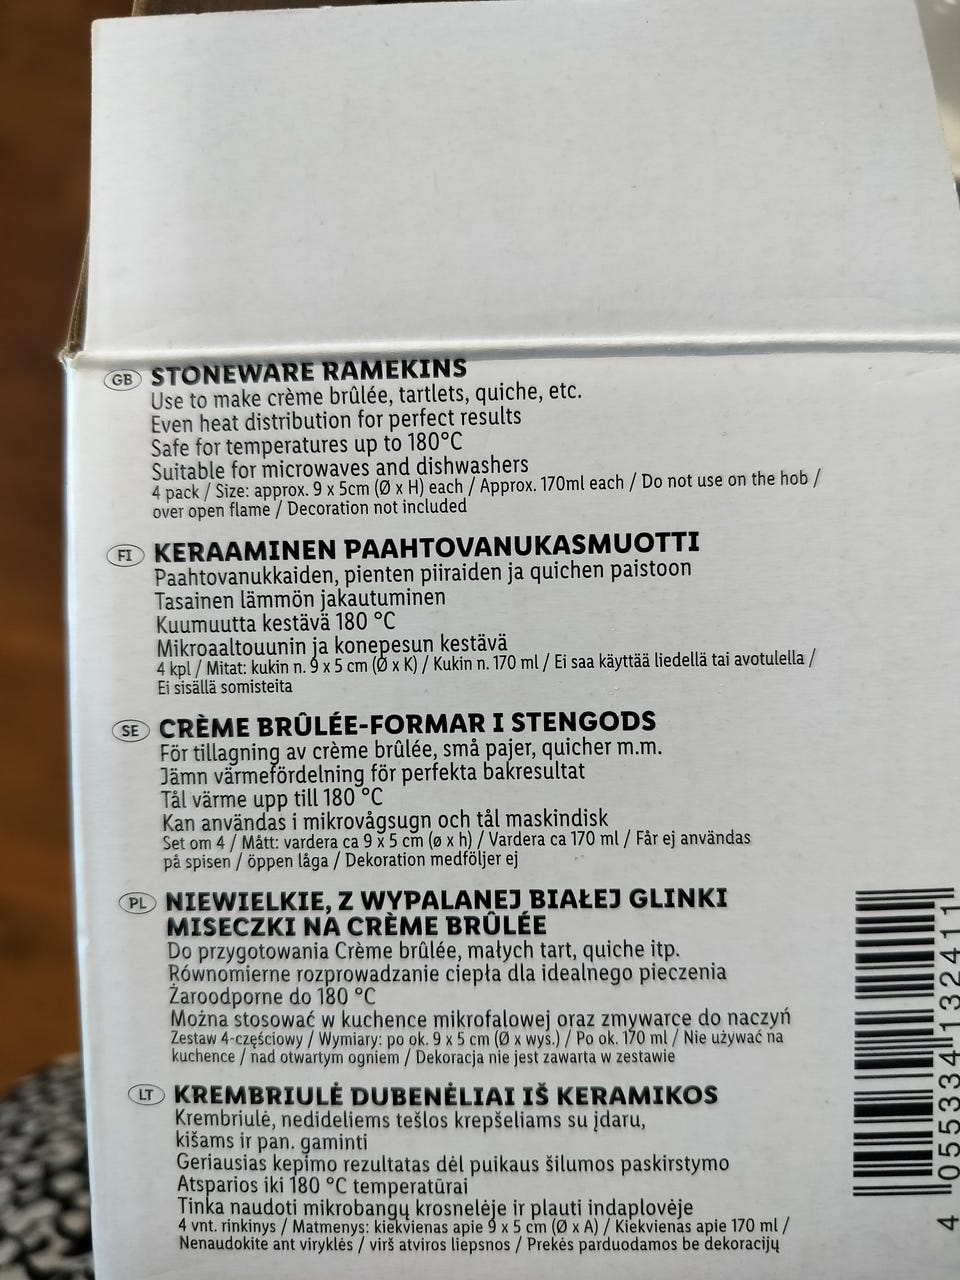 GB STONEWARE RAMEKINS
Use to make crème brûlée, tartlets, quiche, etc.
Even heat distribution for perfect results
Safe for temperatures up to 180°C
Suitable for microwaves and dishwashers
4 pack / Size: approx. 9 x 5cm (Ø x H) each / Approx. 170ml each / Do not use on the hob /
over open flame / Decoration not included
FI KERAAMINEN PAAHTOVANUKASMUOTTI
Paahtovanukkaiden, pienten piiraiden ja quichen paistoon
Tasainen lämmön jakautuminen
Kuumuutta kestävä 180 °C
Mikroaaltouunin ja konepesun kestävä
4 kpl / Mitat: kukin n. 9 x 5 cm (Ø x K) / Kukin n. 170 ml / Ei saa käyttää liedellä tai avotulella /
Ei sisällä somisteita
SE CRÈME BRÛLÉE-FORMAR I STENGODS
För tillagning av crème brûlée, små pajer, quicher m.m.
Jämn värmefördelning för perfekta bakresultat
Tål värme upp till 180 °C
Kan användas i mikrovågsugn och tål maskindisk
Set om 4 / Mått: vardera ca 9 x 5 cm (ø x h) / Vardera ca 170 ml / Får ej användas
på spisen / öppen låga / Dekoration medföljer ej
PL NIEWIELKIE, Z WYPALANEJ BIAŁEJ GLINKI
MISECZKI NA CRÈME BRÛLÉE
Do przygotowania Crème brûlée, małych tart, quiche itp.
Równomierne rozprowadzanie ciepła dla idealnego pieczenia
Żaroodporne do 180 °C
Można stosować w kuchence mikrofalowej oraz zmywarce do naczyń
Zestaw 4-częściowy / Wymiary: po ok. 9 x 5 cm (Ø x wys.) / Po ok. 170 ml / Nie używać na
kuchence / nad otwartym ogniem / Dekoracja nie jest zawarta w zestawie
LT KREMBRIULĖ DUBENĖLIAI IŠ KERAMIKOS
Krembriulė, nedideliems tešlos krepšeliams su įdaru,
kišams ir pan. gaminti
Geriausias kepimo rezultatas dėl puikaus šilumos paskirstymo
Atsparios iki 180 °C temperatūrai
Tinka naudoti mikrobangų krosnelėje ir plauti indaplovėje
4 vnt. rinkinys / Matmenys: kiekvienas apie 9 x 5 cm (Ø x A) / Kiekvienas apie 170 ml /
Nenaudokite ant viryklės / virš atviros liepsnos / Prekės parduodamos be dekoracijų
4 055334 132411